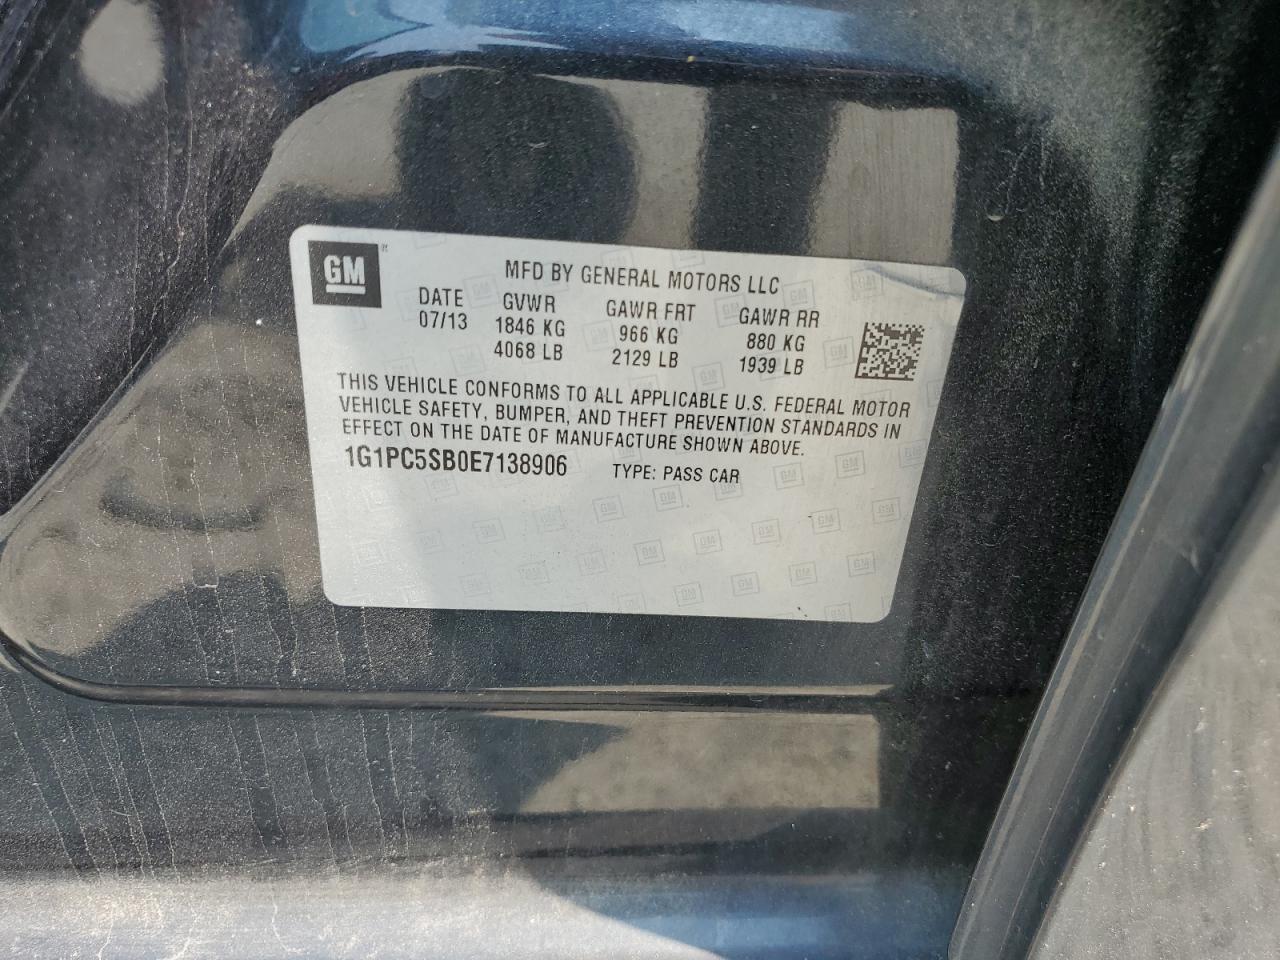 GM
MFD BY GENERAL MOTORS LLC
DATE GVWR GAWR FRT GAWR RR
07/13 1846 KG 966 KG 880 KG
4068 LB 2129 LB 1939 LB
THIS VEHICLE CONFORMS TO ALL APPLICABLE U.S. FEDERAL MOTOR
VEHICLE SAFETY, BUMPER, AND THEFT PREVENTION STANDARDS IN
EFFECT ON THE DATE OF MANUFACTURE SHOWN ABOVE.
1G1PC5SB0E7138906 TYPE: PASS CAR